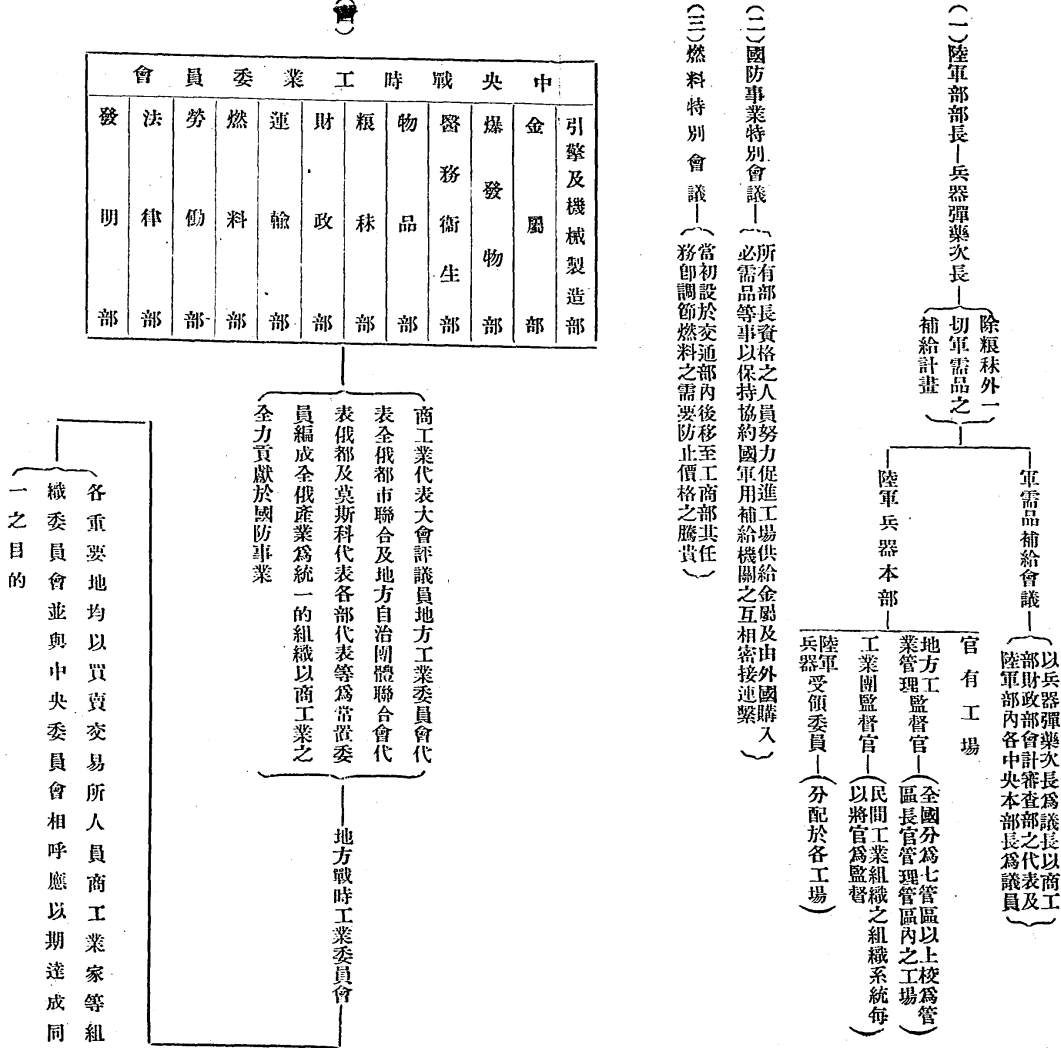 (一)陸軍部部長—兵器彈藥次長—
除粮秣外一
切軍需品之
補給計畫
軍需品補給會議—
以兵器彈藥次長爲議長以商工
部財政部會計審查部之代表及
陸軍部內各中央本部長爲議員
陸軍兵器本部—
官有工場
地方工監督官—
業管理
全國分爲七管區以上校爲管
區長官管理管區內之工場
工業團監督官—
民間工業組織之組織系統每
以將官爲監督
陸軍受領委員—
兵器
(分配於各工場)
(二)國防事業特別會議—
所有部長資格之人員努力促進工場供給金屬及由外國購入
必需品等事以保持協約國軍用補給機關之互相密接連繫
(三)燃料特別會議—
當初設於交通部內後移至工商部其任
務卽調節燃料之需要防止價格之騰貴
中央戰時工業委員會
引擎及機械製造部
金屬部
爆發物部
醫務衞生部
物品部
粮秣部
財政部
運輸部
燃料部
勞働部
法律部
發明部
商工業代表大會評議員地方工業委員會代
表全俄都市聯合及地方自治團體聯合會代
表俄都及莫斯科代表各部代表等爲常置委
員編成全俄產業爲統一的組織以商工業之
全力貢獻於國防事業
地方戰時工業委員會
各重要地均以買賣交易所人員商工業家等組
織委員會並與中央委員會相呼應以期達成同
一之目的